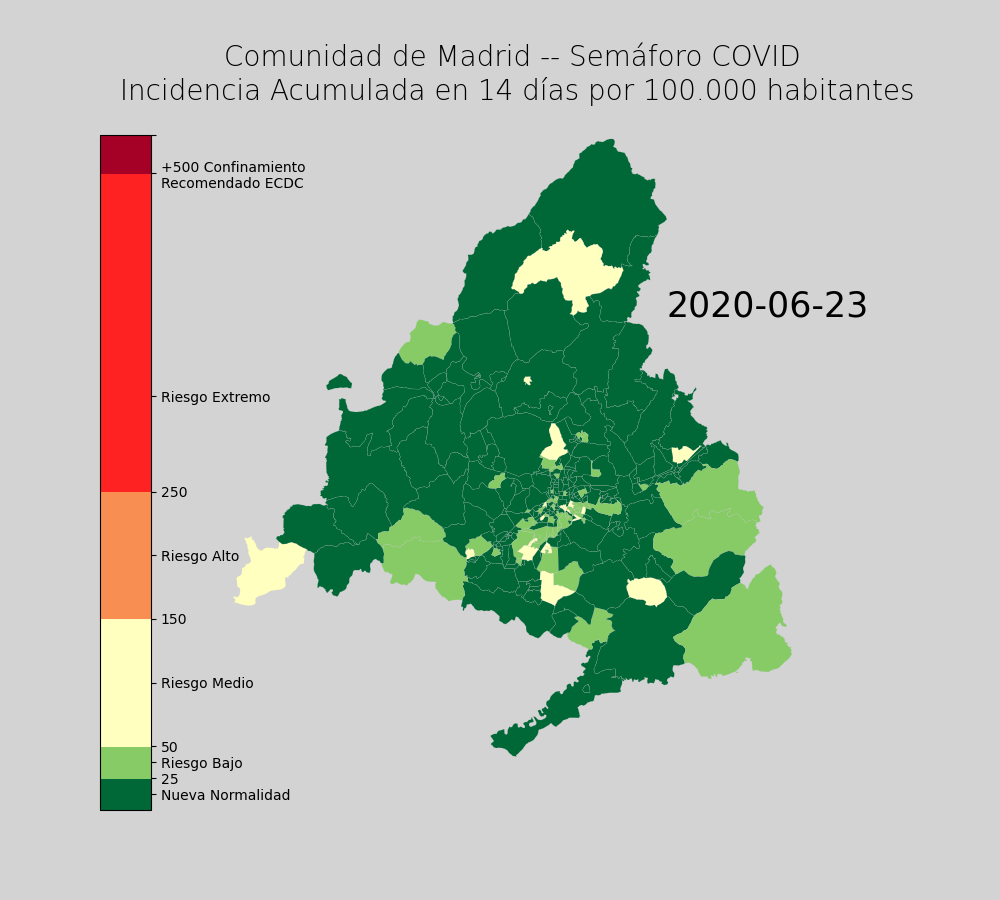 Comunidad de Madrid -- Semáforo COVID
Incidencia Acumulada en 14 días por 100.000 habitantes
+500 Confinamiento
Recomendado ECDC
2020-06-23
Riesgo Extremo
250
Riesgo Alto
150
Riesgo Medio
50
Riesgo Bajo
25
Nueva Normalidad